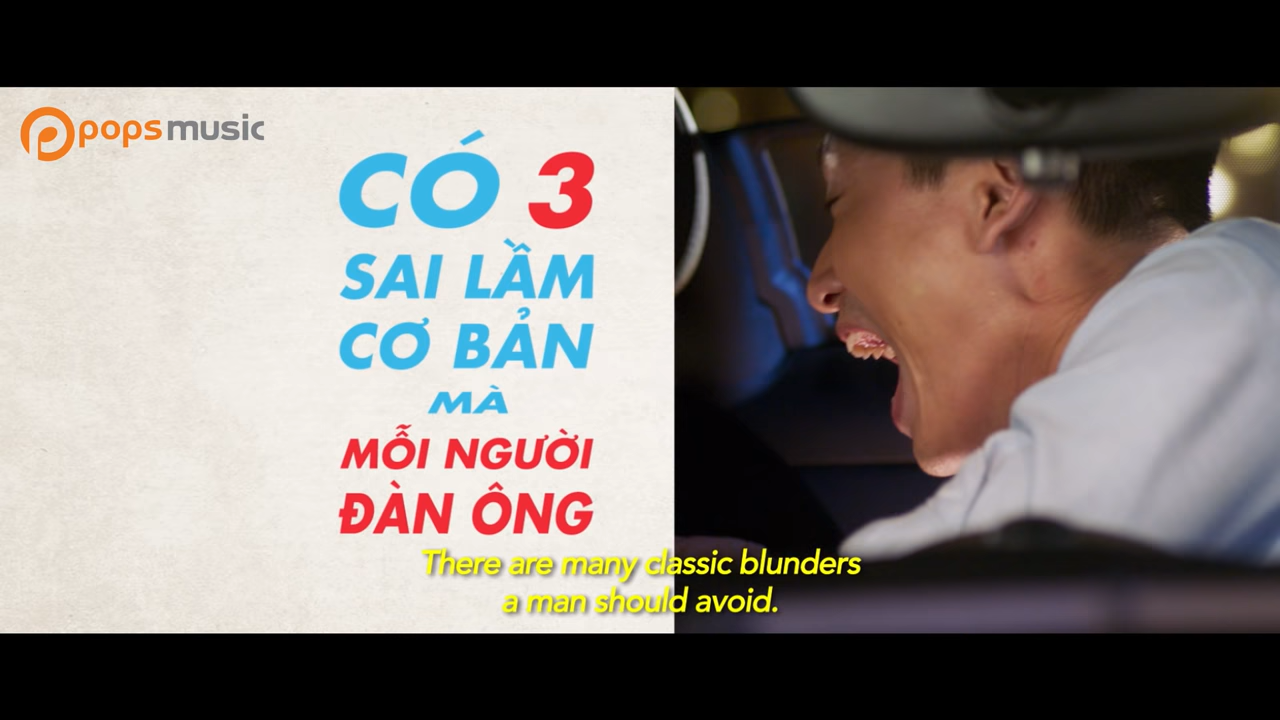 pops music
CÓ 3
SAI LẦM
CƠ BẢN
MÀ
MỖI NGƯỜI
ĐÀN ÔNG
There are many classic blunders
a man should avoid.